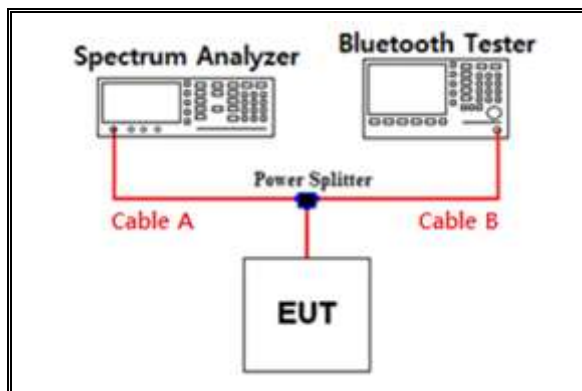 Spectrum Analyzer
Bluetooth Tester
Power Splitter
Cable A
Cable B
EUT